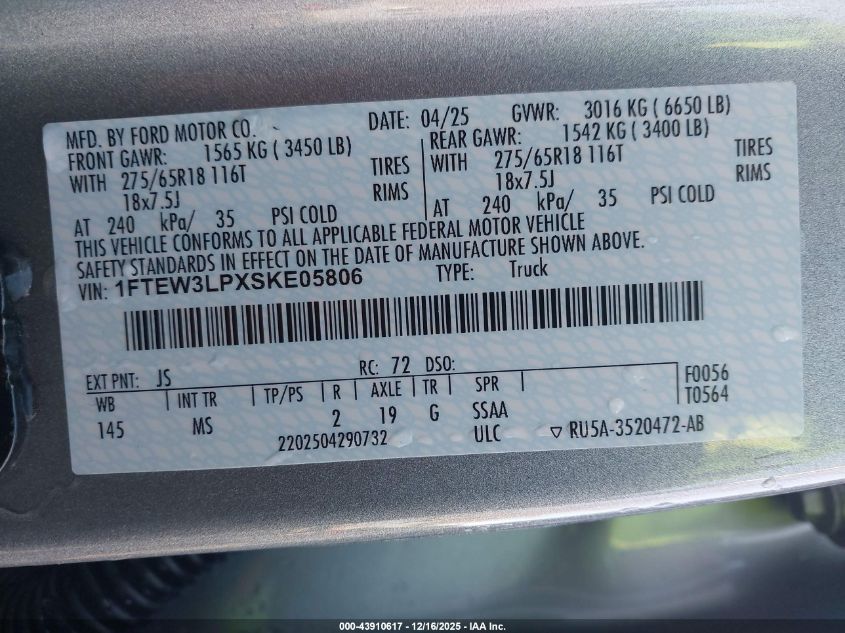 MFD. BY FORD MOTOR CO.
DATE: 04/25 GVWR: 3016 KG ( 6650 LB)
FRONT GAWR: 1565 KG ( 3450 LB) REAR GAWR: 1542 KG ( 3400 LB)
WITH 275/65R18 116T TIRES WITH 275/65R18 116T TIRES
18x7.5J RIMS 18x7.5J RIMS
AT 240 kPa/ 35 PSI COLD AT 240 kPa/ 35 PSI COLD
THIS VEHICLE CONFORMS TO ALL APPLICABLE FEDERAL MOTOR VEHICLE
SAFETY STANDARDS IN EFFECT ON THE DATE OF MANUFACTURE SHOWN ABOVE.
VIN: 1FTEW3LPXSKE05806 TYPE: Truck
EXT PNT: JS RC: 72 DSO: F0056
WB INT TR TP/PS R AXLE TR SPR T0564
145 MS 2 19 G SSAA
2202504290732 ULC ▽ RU5A-3520472-AB
000-43910617 - 12/16/2025 - IAA Inc.